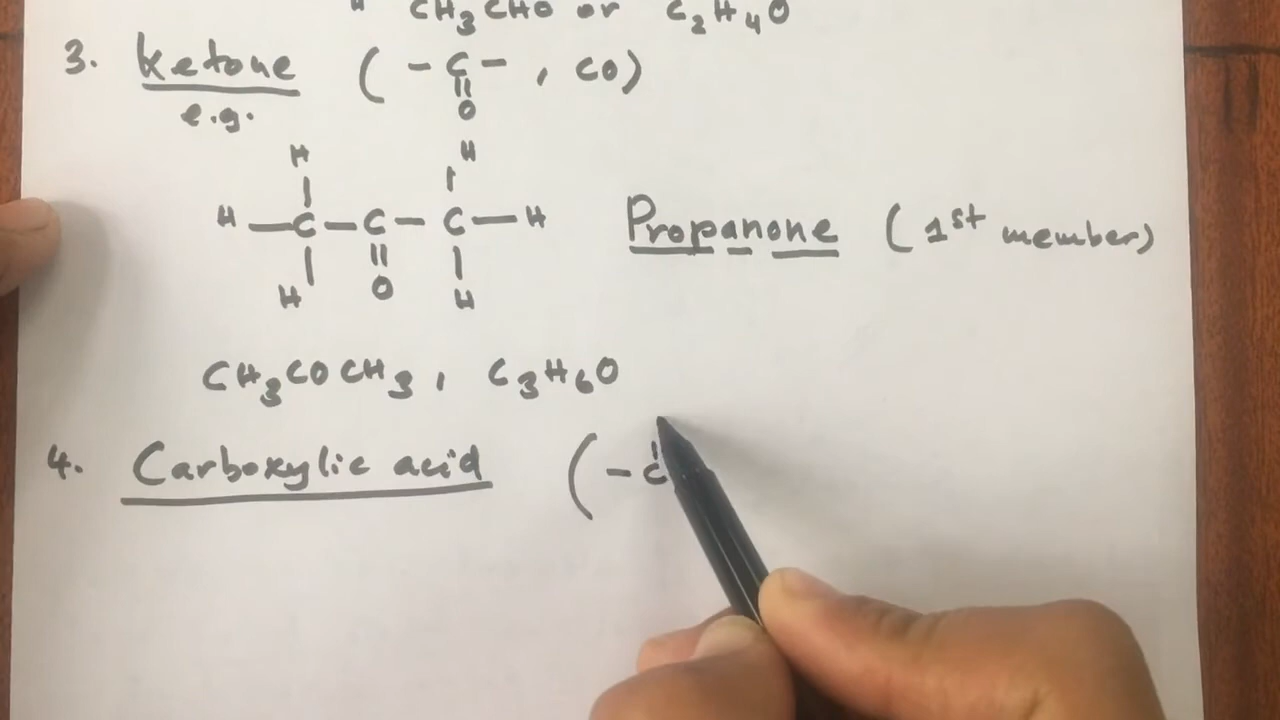 H CH₃CHO or C₂H₄O
3. Ketone ( - C - , CO)
|| 
O
e.g.
H H
| |
H — C — C — C — H Propanone (1st member)
| || |
H O H
CH₃COCH₃, C₃H₆O
4. Carboxylic acid ( - C